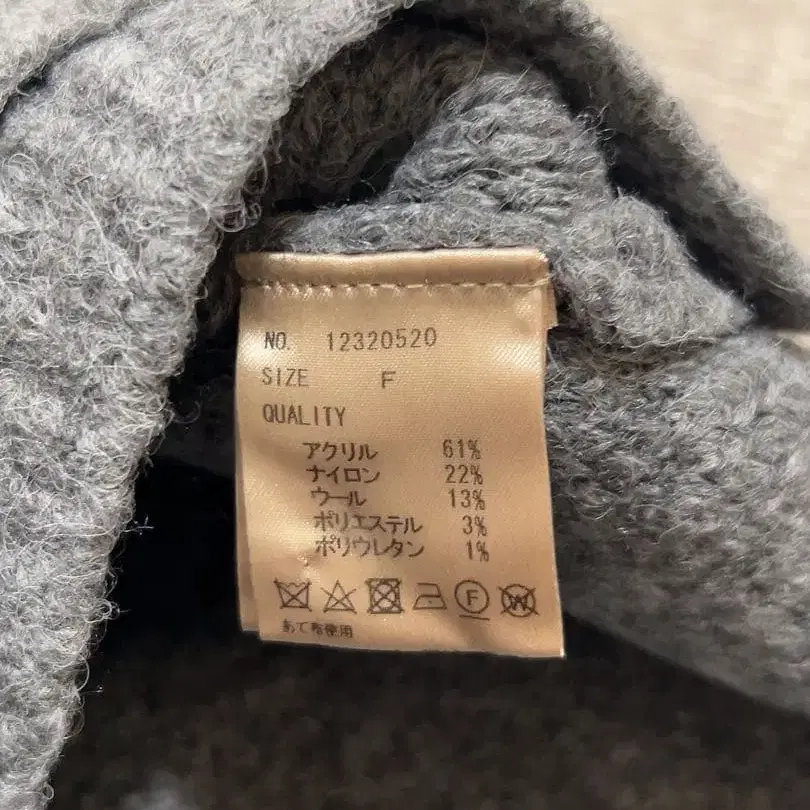 NO. 12320520
SIZE F
QUALITY
アクリル 61%
ナイロン 22%
ウール 13%
ポリエステル 3%
ポリウレタン 1%
F W
あて布使用